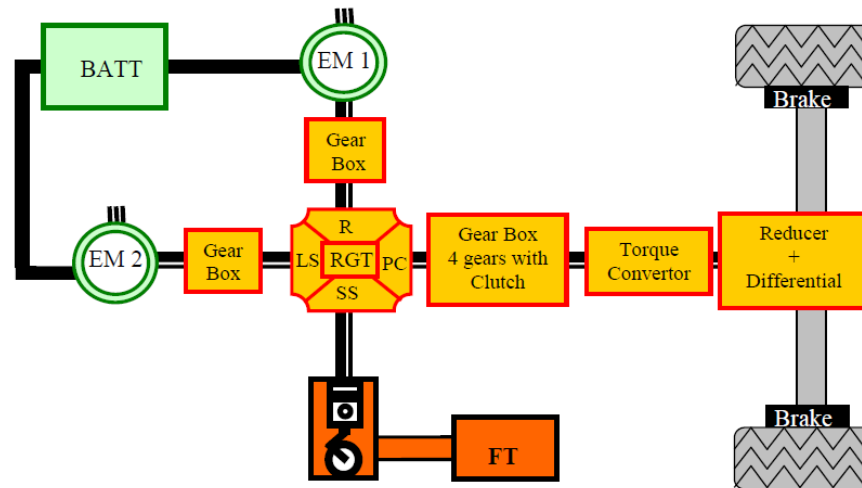 BATT
EM 1
Brake
Gear
Box
R
LS
RGT
PC
SS
EM 2
Gear
Box
Gear Box
4 gears with
Clutch
Torque
Convertor
Reducer
+
Differential
FT
Brake